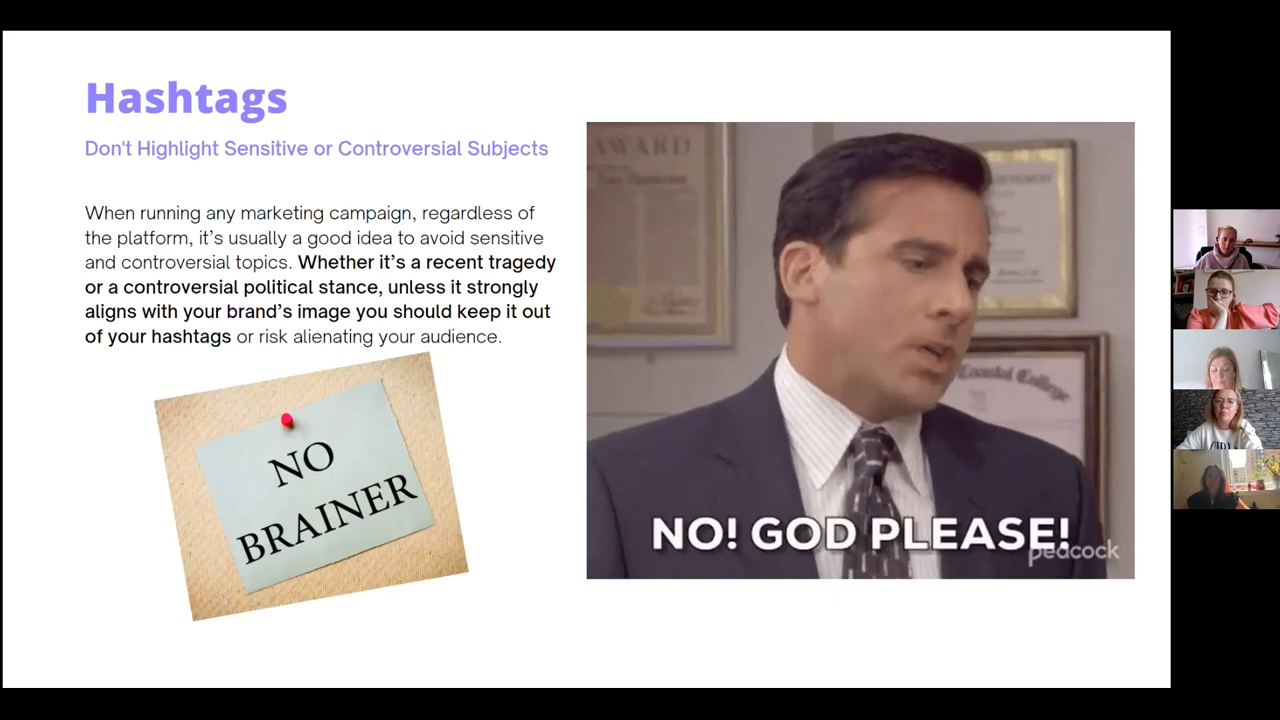 Hashtags
Don't Highlight Sensitive or Controversial Subjects
When running any marketing campaign, regardless of
the platform, it's usually a good idea to avoid sensitive
and controversial topics. Whether it's a recent tragedy
or a controversial political stance, unless it strongly
aligns with your brand's image you should keep it out
of your hashtags or risk alienating your audience.
NO
BRAINER
AWARD
Coastal College
NO! GOD PLEASE!
peacock